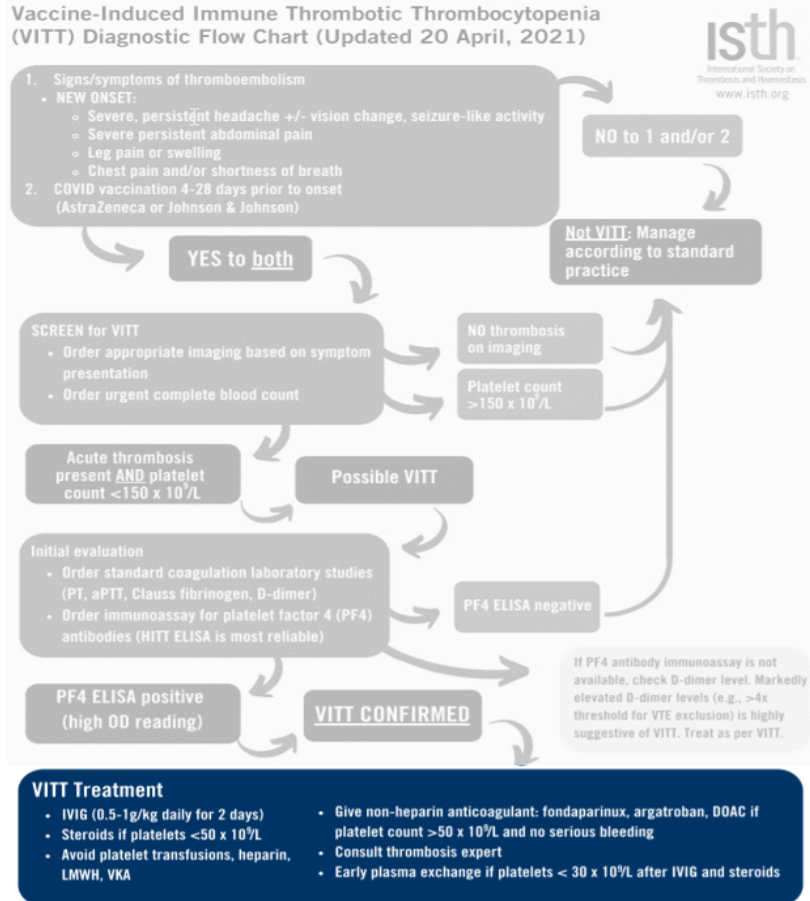 Vaccine-Induced Immune Thrombotic Thrombocytopenia
(VITT) Diagnostic Flow Chart (Updated 20 April, 2021)
isth
International Society on
Thrombosis and Haemostasis
www.isth.org
1. Signs/symptoms of thromboembolism
• NEW ONSET:
○ Severe, persistent headache +/- vision change, seizure-like activity
○ Severe persistent abdominal pain
○ Leg pain or swelling
○ Chest pain and/or shortness of breath
2. COVID vaccination 4-28 days prior to onset
(AstraZeneca or Johnson & Johnson)
NO to 1 and/or 2
Not VITT: Manage
according to standard
practice
YES to both
SCREEN for VITT
• Order appropriate imaging based on symptom
presentation
• Order urgent complete blood count
NO thrombosis
on imaging
Platelet count
>150 x 10⁹/L
Acute thrombosis
present AND platelet
count <150 x 10⁹/L
Possible VITT
Initial evaluation
• Order standard coagulation laboratory studies
(PT, aPTT, Clauss fibrinogen, D-dimer)
• Order immunoassay for platelet factor 4 (PF4)
antibodies (HITT ELISA is most reliable)
PF4 ELISA negative
If PF4 antibody immunoassay is not
available, check D-dimer level. Markedly
elevated D-dimer levels (e.g., >4x
threshold for VTE exclusion) is highly
suggestive of VITT. Treat as per VITT.
PF4 ELISA positive
(high OD reading)
VITT CONFIRMED
VITT Treatment
• IVIG (0.5-1g/kg daily for 2 days)
• Steroids if platelets <50 x 10⁹/L
• Avoid platelet transfusions, heparin,
LMWH, VKA
• Give non-heparin anticoagulant: fondaparinux, argatroban, DOAC if
platelet count >50 x 10⁹/L and no serious bleeding
• Consult thrombosis expert
• Early plasma exchange if platelets < 30 x 10⁹/L after IVIG and steroids